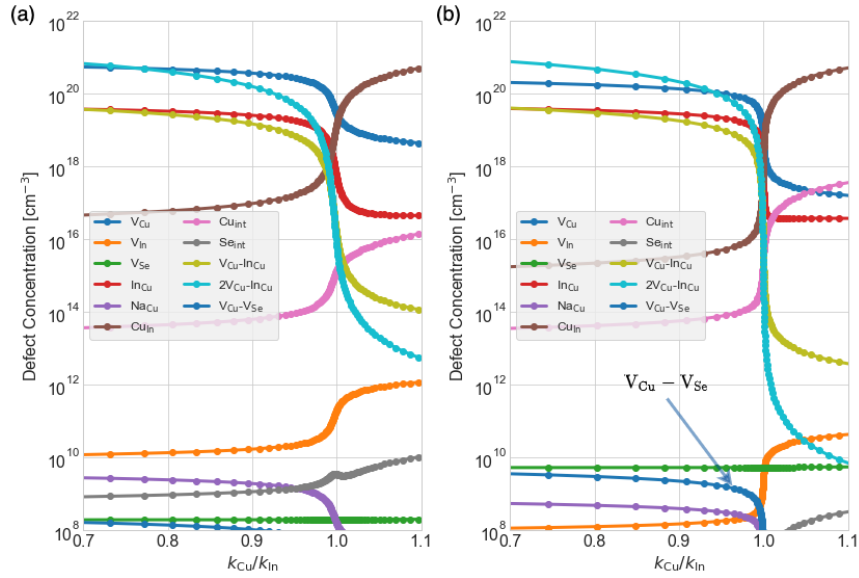 (a)
10^22
10^20
10^18
10^16
10^14
10^12
10^10
10^8
Defect Concentration [cm^−3]
V_Cu
V_In
V_Se
In_Cu
Na_Cu
Cu_In
Cu_int
Se_int
V_Cu-In_Cu
2V_Cu-In_Cu
V_Cu-V_Se
0.7 0.8 0.9 1.0 1.1
k_Cu/k_In
(b)
10^22
10^20
10^18
10^16
10^14
10^12
10^10
10^8
Defect Concentration [cm^−3]
V_Cu
V_In
V_Se
In_Cu
Na_Cu
Cu_In
Cu_int
Se_int
V_Cu-In_Cu
2V_Cu-In_Cu
V_Cu-V_Se
V_Cu − V_Se
0.7 0.8 0.9 1.0 1.1
k_Cu/k_In